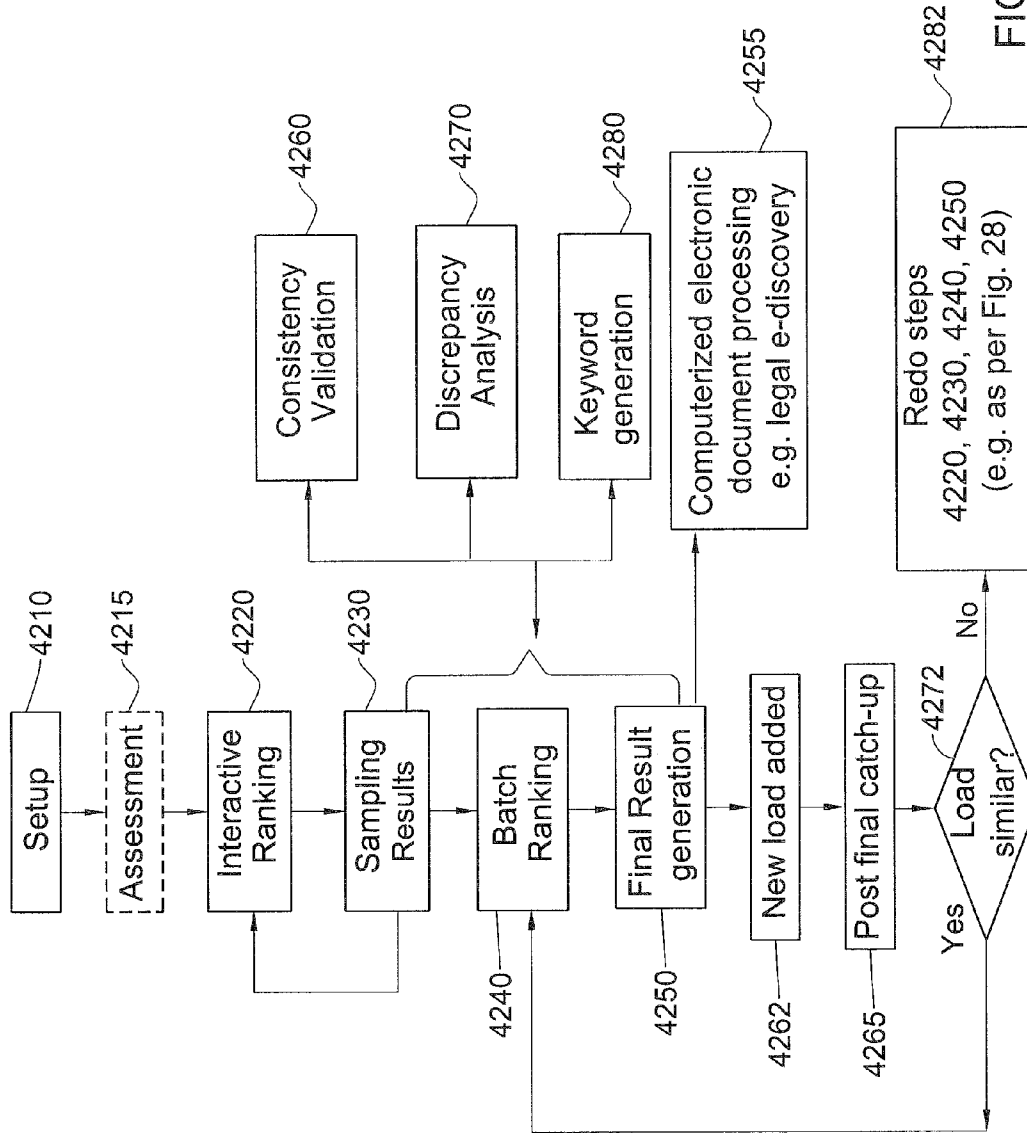 4210
Setup
4215
Assessment
4220
Interactive
Ranking
4230
Sampling
Results
Batch
Ranking
4240
Final Result
generation
4250
New load added
4262
Post final catch-up
4265
4272
Load
similar?
Yes
No
4260
Consistency
Validation
4270
Discrepancy
Analysis
4280
Keyword
generation
4255
Computerized electronic
document processing
e.g. legal e-discovery
4282
Redo steps
4220, 4230, 4240, 4250
(e.g. as per Fig. 28)